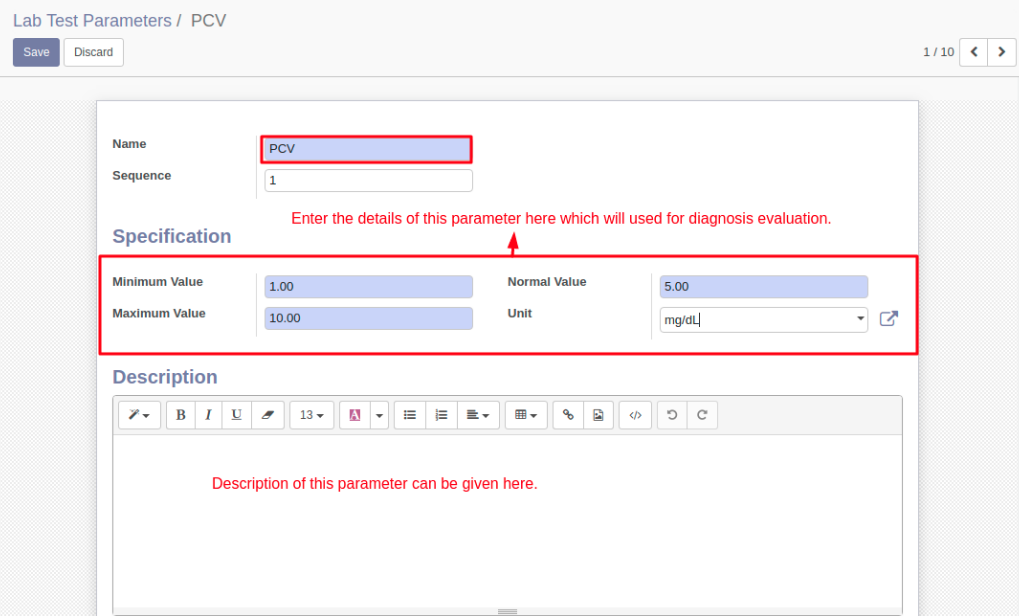 Lab Test Parameters / PCV
Save Discard 1 / 10
Name PCV
Sequence 1
Enter the details of this parameter here which will used for diagnosis evaluation.
Specification
Minimum Value 1.00 Normal Value 5.00
Maximum Value 10.00 Unit mg/dL
Description
B I U 13 A
Description of this parameter can be given here.